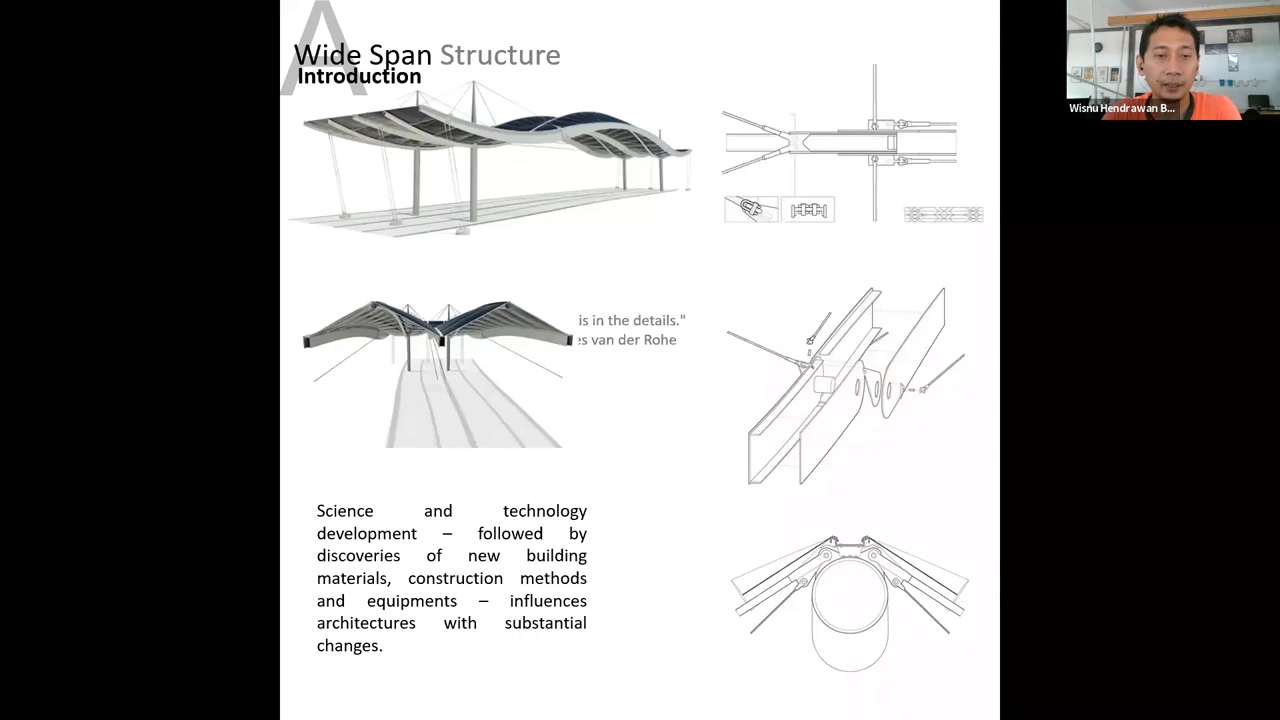 A
Wide Span Structure
Introduction
Wisnu Hendrawan B...
is in the details."
es van der Rohe
Science and technology
development – followed by
discoveries of new building
materials, construction methods
and equipments – influences
architectures with substantial
changes.